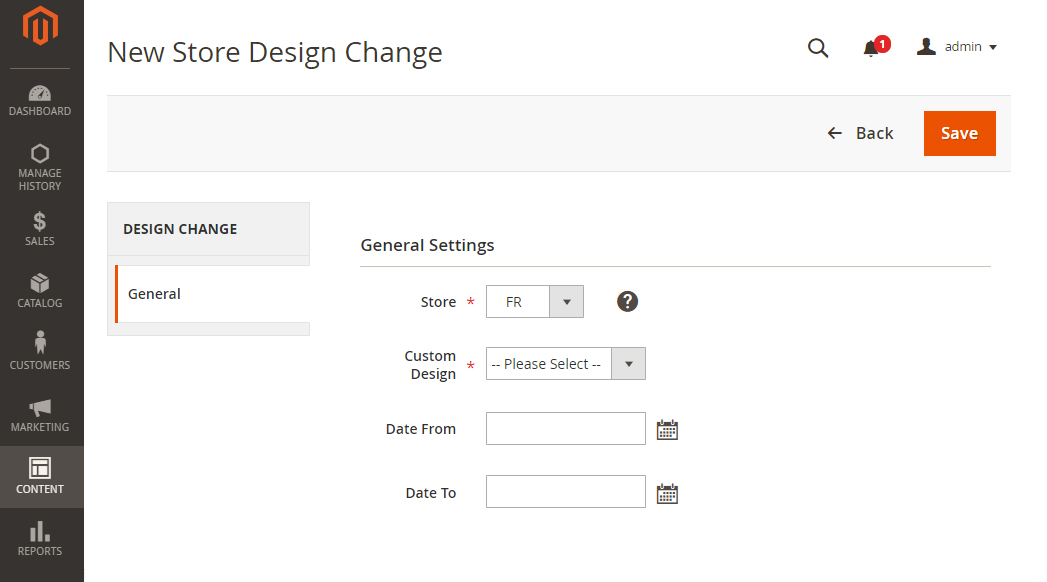 New Store Design Change
1
admin
DASHBOARD
MANAGE
HISTORY
SALES
CATALOG
CUSTOMERS
MARKETING
CONTENT
REPORTS
Back
Save
DESIGN CHANGE
General
General Settings
Store * FR ?
Custom
Design * -- Please Select --
Date From
Date To